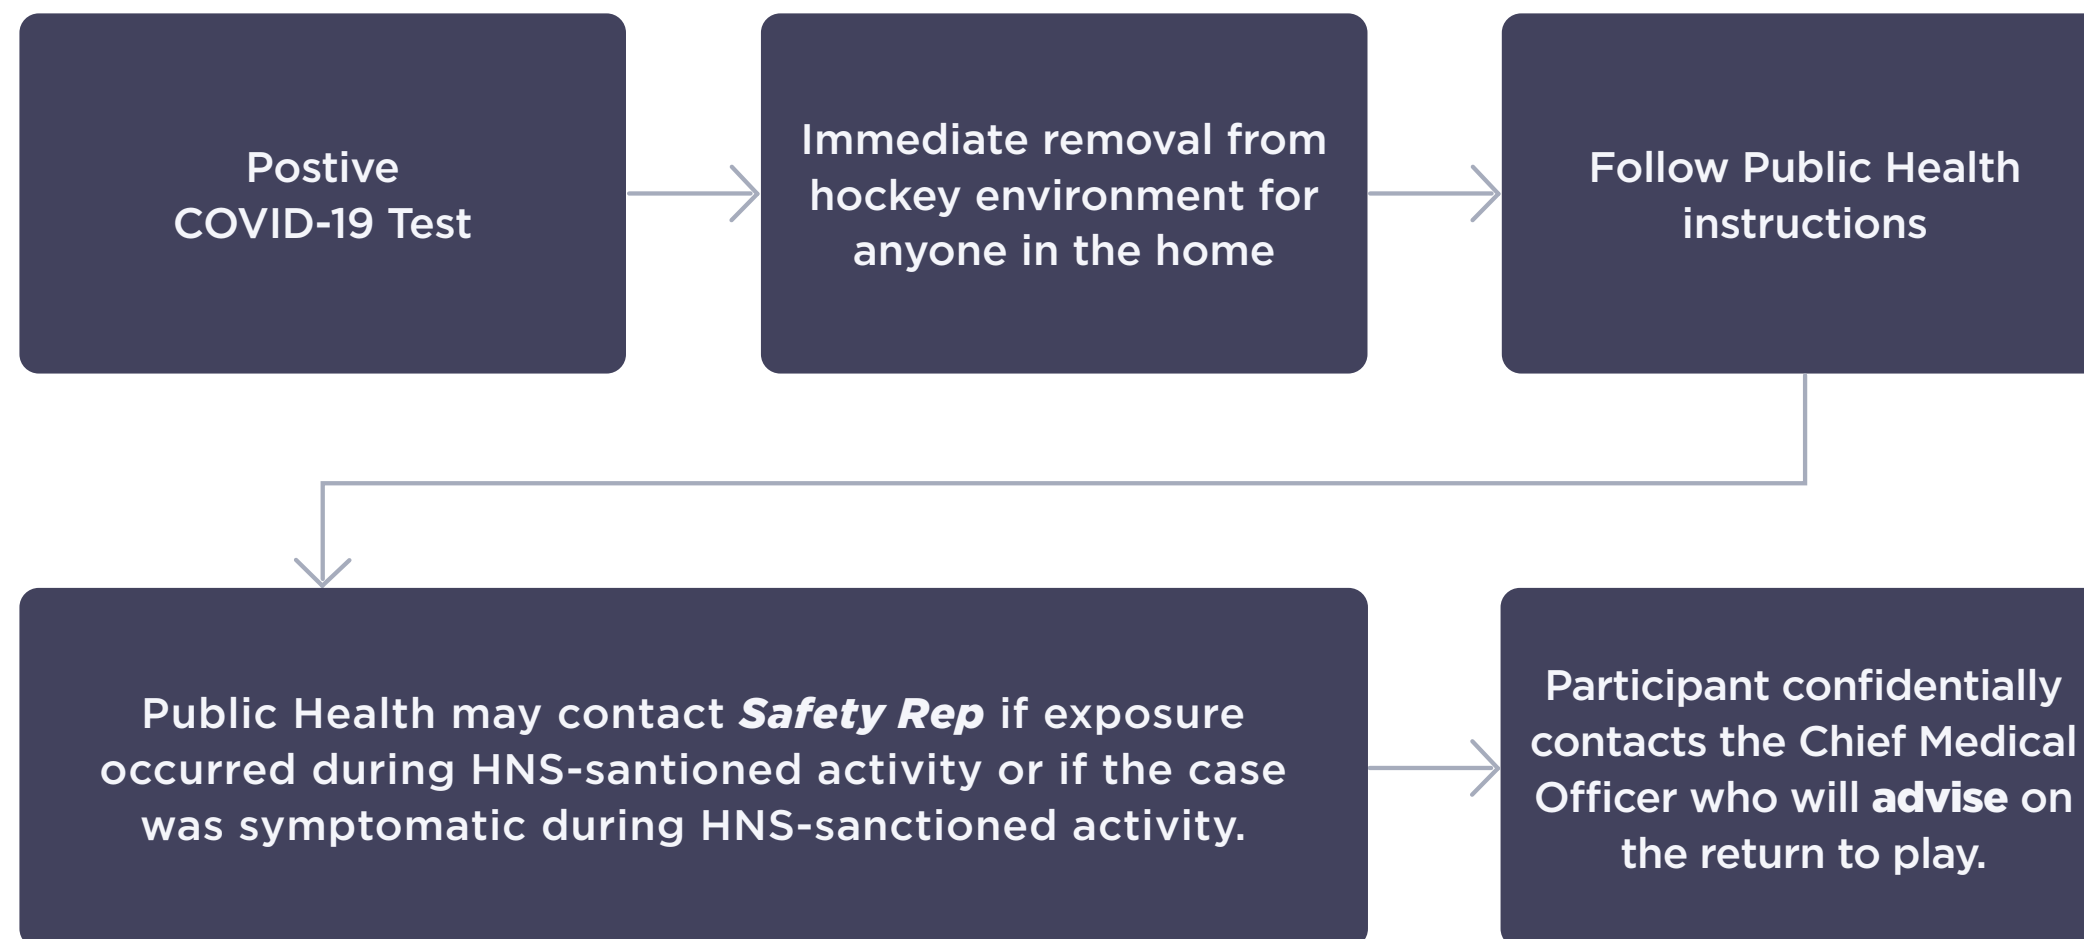 Postive
COVID-19 Test
Immediate removal from
hockey environment for
anyone in the home
Follow Public Health
instructions
Public Health may contact Safety Rep if exposure
occurred during HNS-santioned activity or if the case
was symptomatic during HNS-sanctioned activity.
Participant confidentially
contacts the Chief Medical
Officer who will advise on
the return to play.